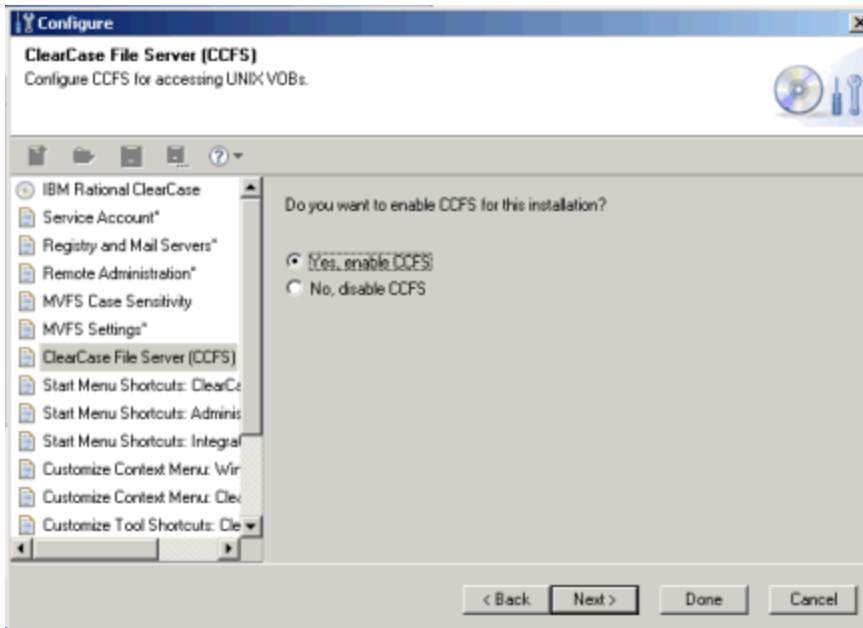 Configure
ClearCase File Server (CCFS)
Configure CCFS for accessing UNIX VOBs.
IBM Rational ClearCase
Service Account*
Registry and Mail Servers*
Remote Administration*
MVFS Case Sensitivity
MVFS Settings*
ClearCase File Server (CCFS)
Start Menu Shortcuts: ClearCa
Start Menu Shortcuts: Adminis
Start Menu Shortcuts: Integrat
Customize Context Menu: Wir
Customize Context Menu: Clea
Customize Tool Shortcuts: Cle
Do you want to enable CCFS for this installation?
Yes, enable CCFS
No, disable CCFS
< Back
Next >
Done
Cancel